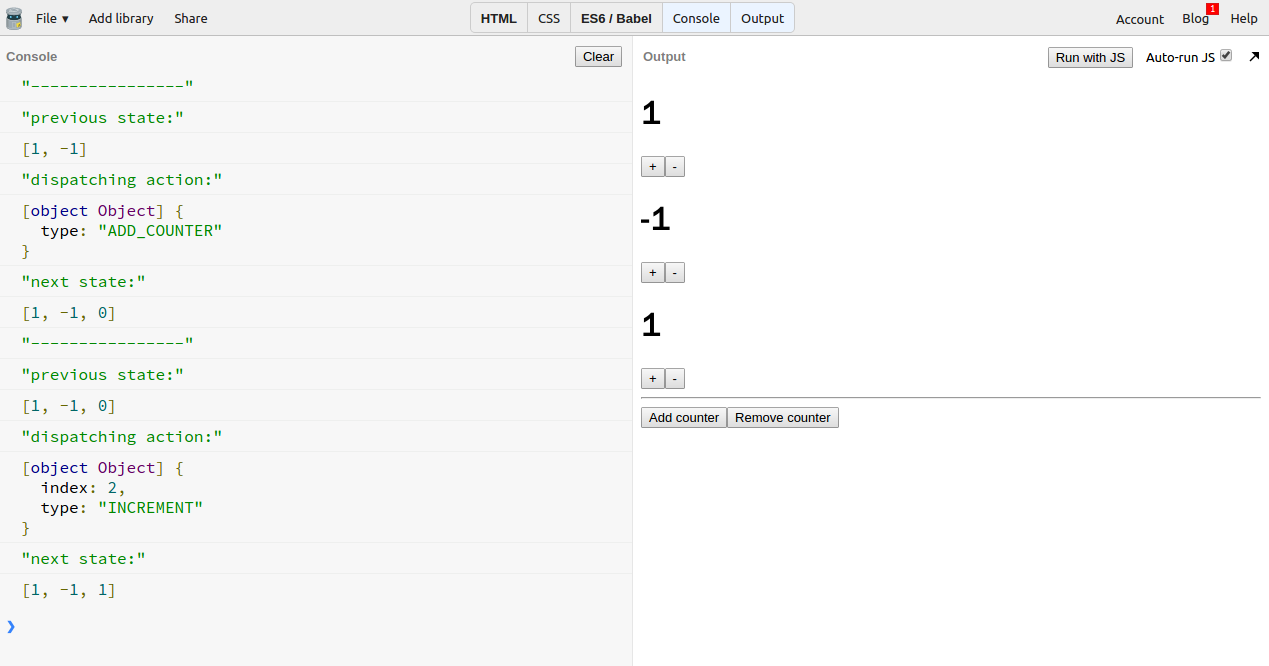 File ▾ Add library Share HTML CSS ES6 / Babel Console Output Account Blog 1 Help
Console Clear
"----------------"
"previous state:"
[1, -1]
"dispatching action:"
[object Object] {
  type: "ADD_COUNTER"
}
"next state:"
[1, -1, 0]
"----------------"
"previous state:"
[1, -1, 0]
"dispatching action:"
[object Object] {
  index: 2,
  type: "INCREMENT"
}
"next state:"
[1, -1, 1]
❯
Output Run with JS Auto-run JS
1
+ -
-1
+ -
1
+ -
Add counter Remove counter